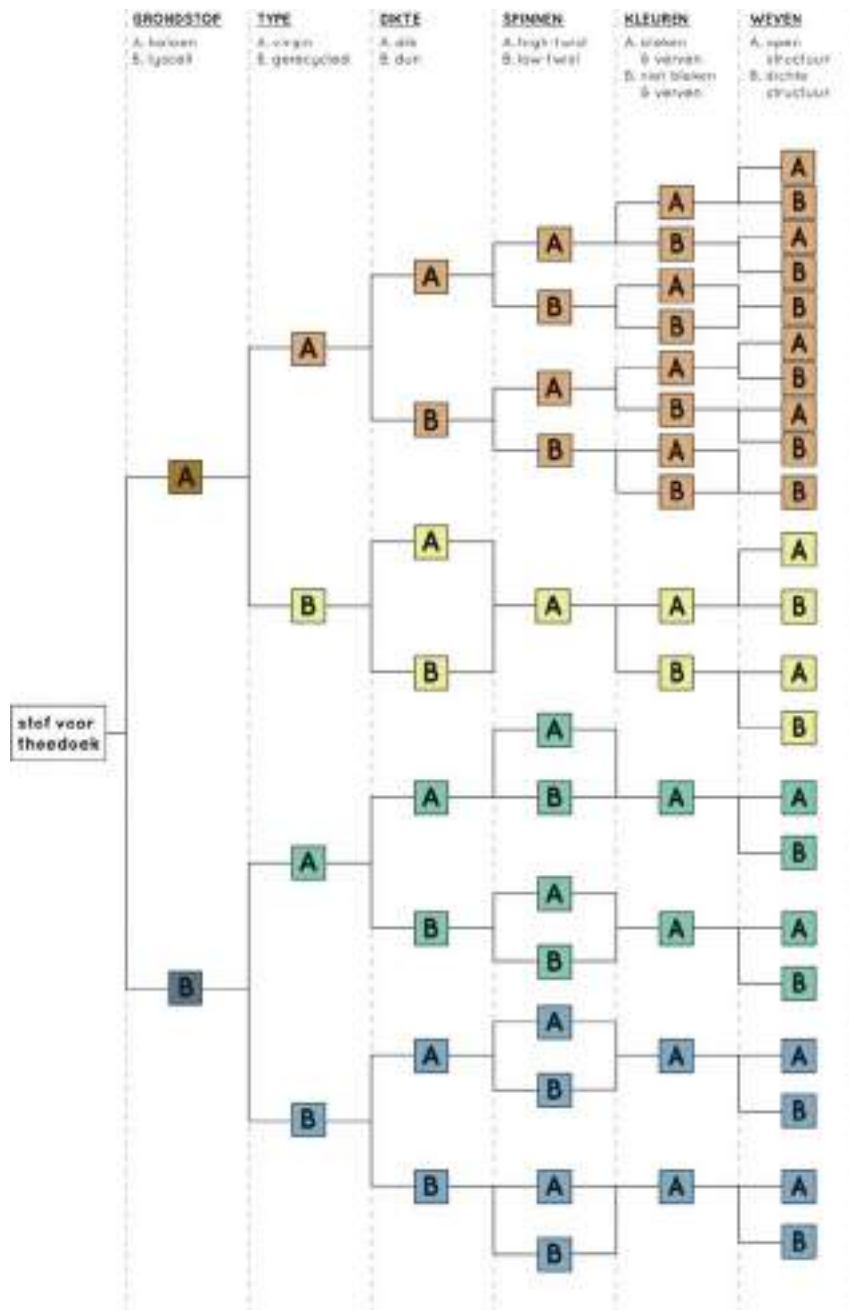 GRONDSTOF
A. katoen
B. lyocell
TYPE
A. virgin
B. gerecycled
DIKTE
A. dik
B. dun
SPINNEN
A. high-twist
B. low-twist
KLEUREN
A. bleken
& verven
B. niet bleken
& verven
WEVEN
A. open
structuur
B. dichte
structuur
A
B
A
A
A
B
A
B
A
A
B
B
A
B
B
A
A
A
B
B
A
B
B
A
B
B
A
B
A
B
A
A
B
B
A
B
B
stof voor
theedoek
A
A
B
A
A
A
B
A
B
A
A
B
B
B
A
A
A
A
B
B
B
B
A
A
A
B
B